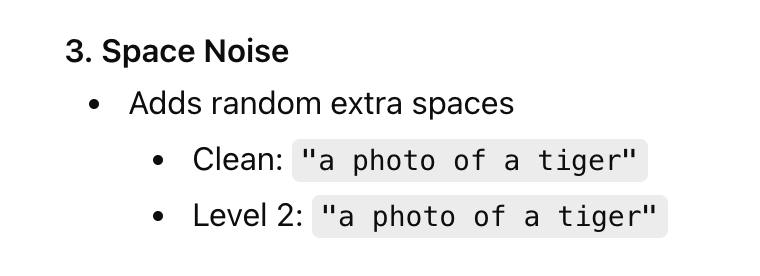 3. Space Noise
• Adds random extra spaces
• Clean: "a photo of a tiger"
• Level 2: "a photo of a tiger"